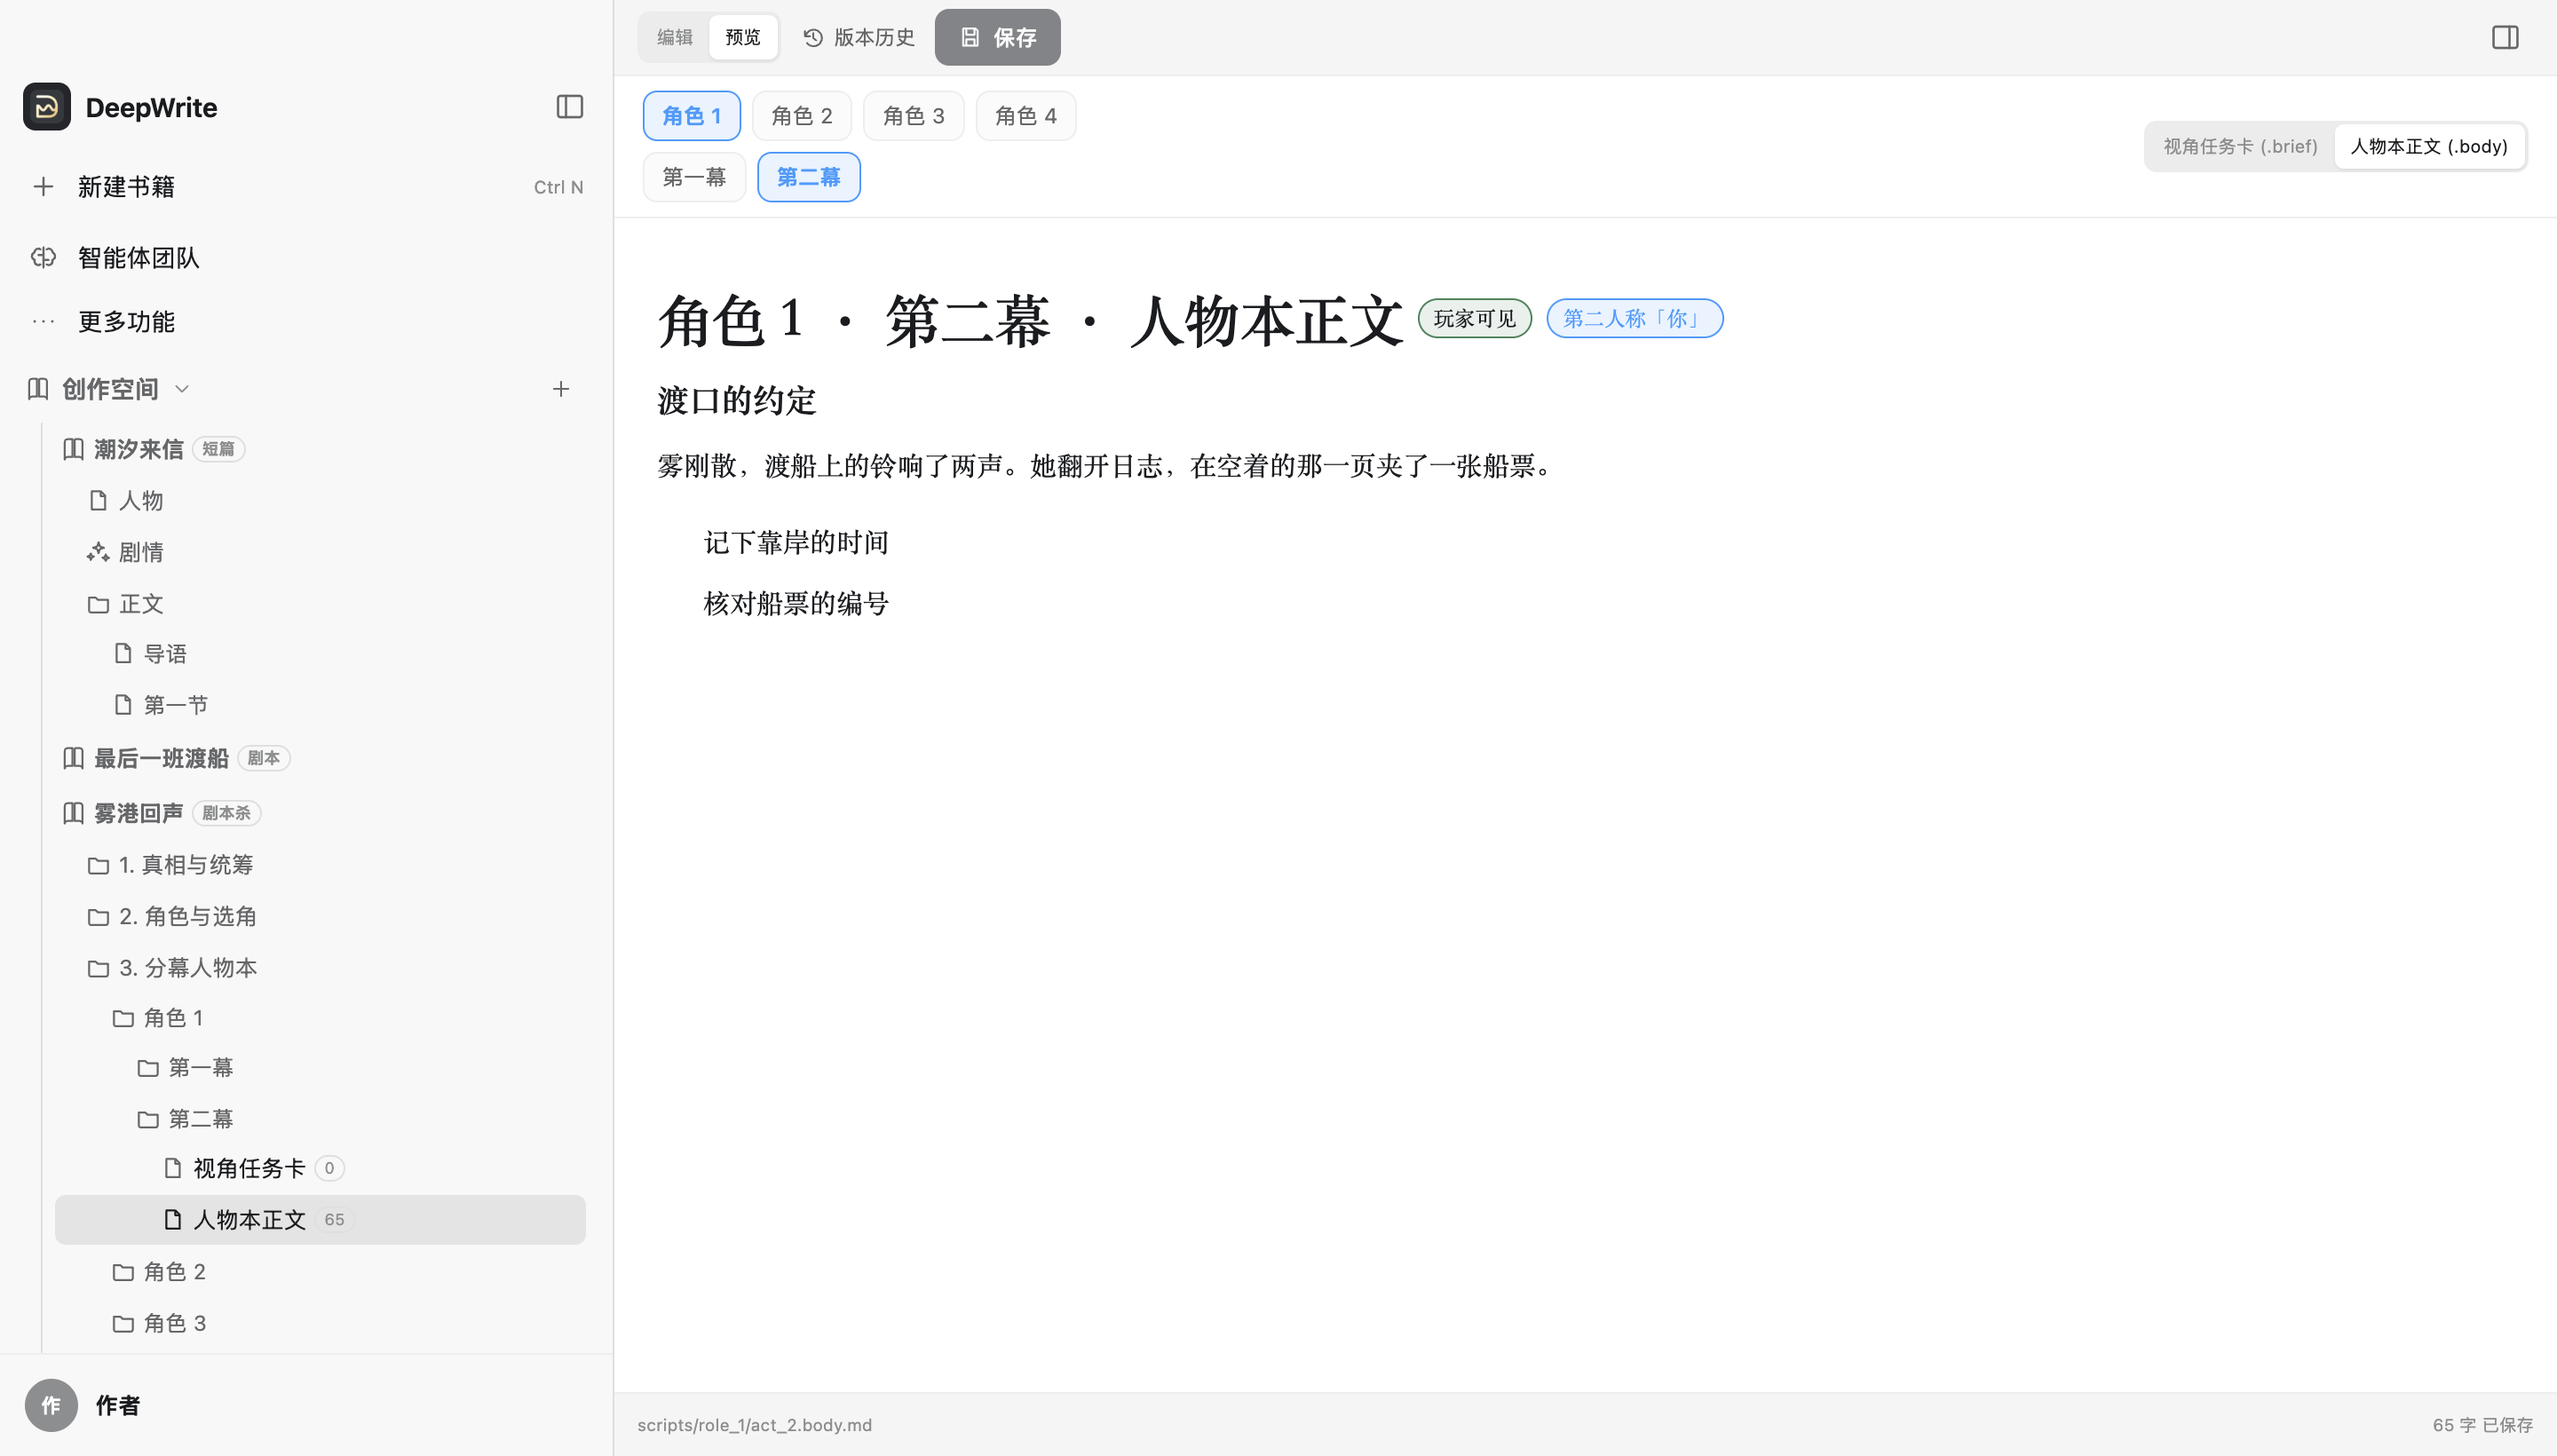 DeepWrite
新建书籍 Ctrl N
智能体团队
更多功能
创作空间
潮汐来信 短篇
人物
剧情
正文
导语
第一节
最后一班渡船 剧本
雾港回声 剧本杀
1. 真相与统筹
2. 角色与选角
3. 分幕人物本
角色 1
第一幕
第二幕
视角任务卡 0
人物本正文 65
角色 2
角色 3
作 作者
编辑 预览 版本历史 保存
角色 1 角色 2 角色 3 角色 4
第一幕 第二幕
视角任务卡 (.brief) 人物本正文 (.body)
角色 1 · 第二幕 · 人物本正文 玩家可见 第二人称「你」
渡口的约定
雾刚散，渡船上的铃响了两声。她翻开日志，在空着的那一页夹了一张船票。
记下靠岸的时间
核对船票的编号
scripts/role_1/act_2.body.md 65 字 已保存